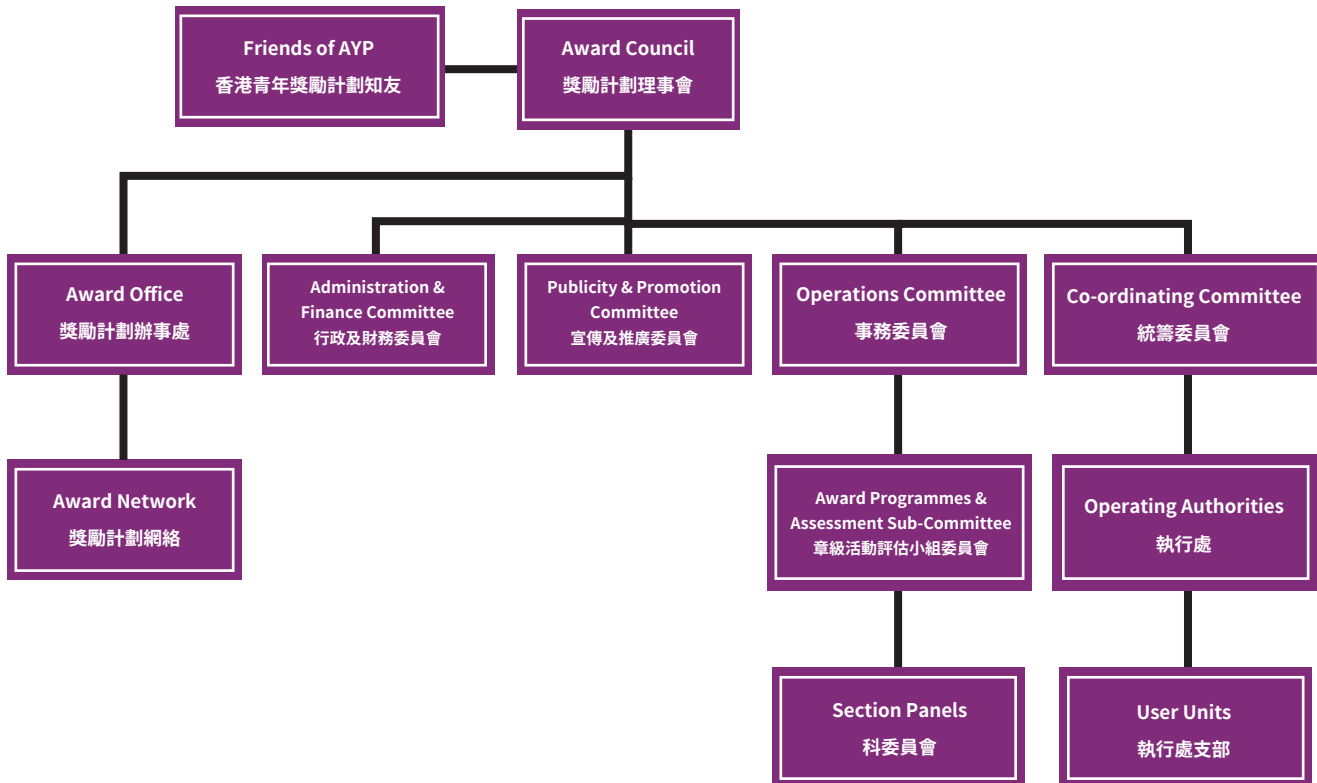 Friends of AYP
香港青年獎勵計劃知友
Award Council
獎勵計劃理事會
Award Office
獎勵計劃辦事處
Administration &
Finance Committee
行政及財務委員會
Publicity & Promotion
Committee
宣傳及推廣委員會
Operations Committee
事務委員會
Co-ordinating Committee
統籌委員會
Award Network
獎勵計劃網絡
Award Programmes &
Assessment Sub-Committee
章級活動評估小組委員會
Operating Authorities
執行處
Section Panels
科委員會
User Units
執行處支部